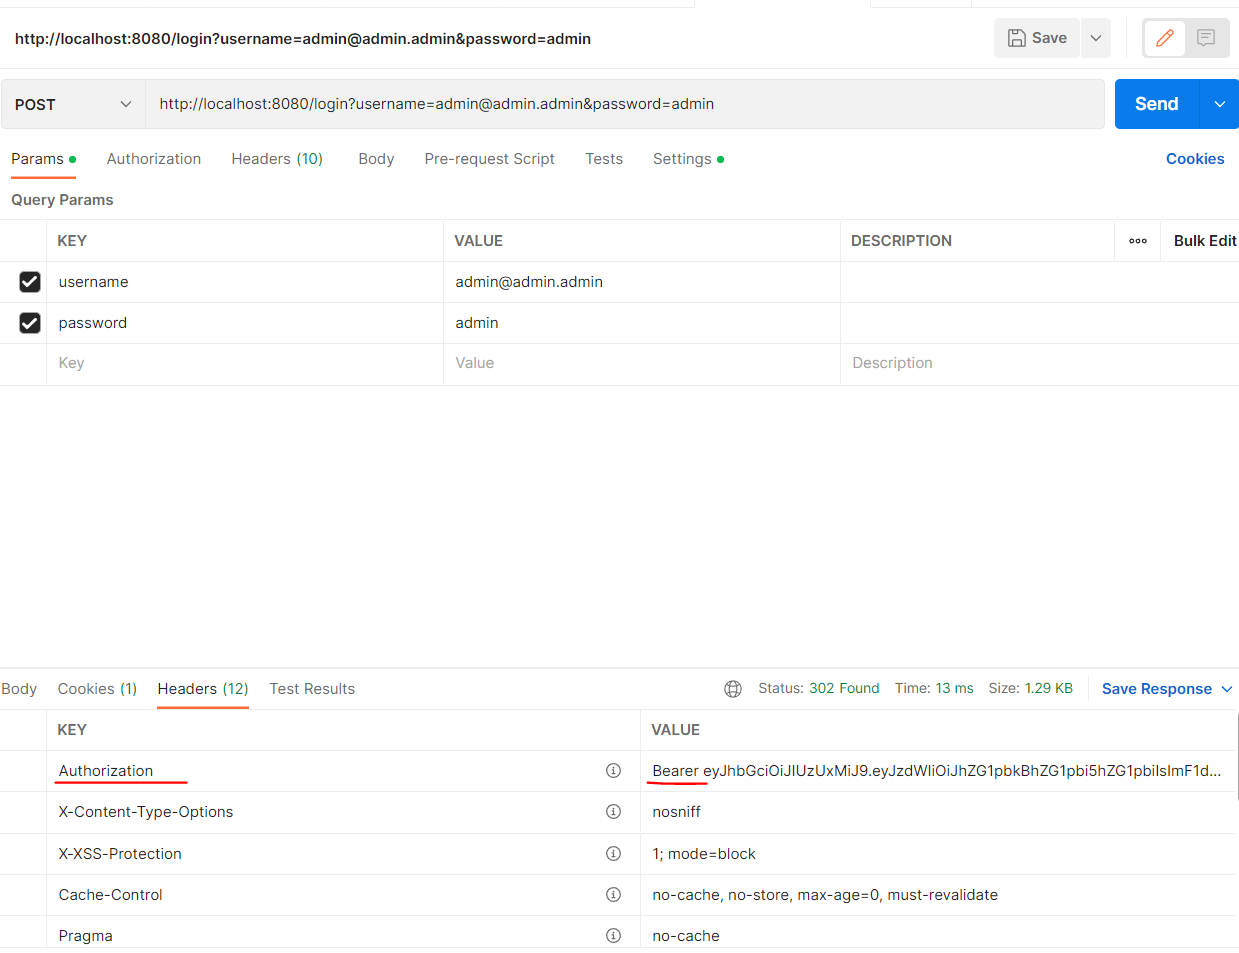 http://localhost:8080/login?username=admin@admin.admin&password=admin
Save
POST
http://localhost:8080/login?username=admin@admin.admin&password=admin
Send
Params Authorization Headers (10) Body Pre-request Script Tests Settings Cookies
Query Params
KEY VALUE DESCRIPTION Bulk Edit
username admin@admin.admin
password admin
Key Value Description
Body Cookies (1) Headers (12) Test Results Status: 302 Found Time: 13 ms Size: 1.29 KB Save Response
KEY VALUE
Authorization Bearer eyJhbGciOiJIUzUxMiJ9.eyJzdWIiOiJhZG1pbkBhZG1pbi5hZG1pbiIsImF1d...
X-Content-Type-Options nosniff
X-XSS-Protection 1; mode=block
Cache-Control no-cache, no-store, max-age=0, must-revalidate
Pragma no-cache